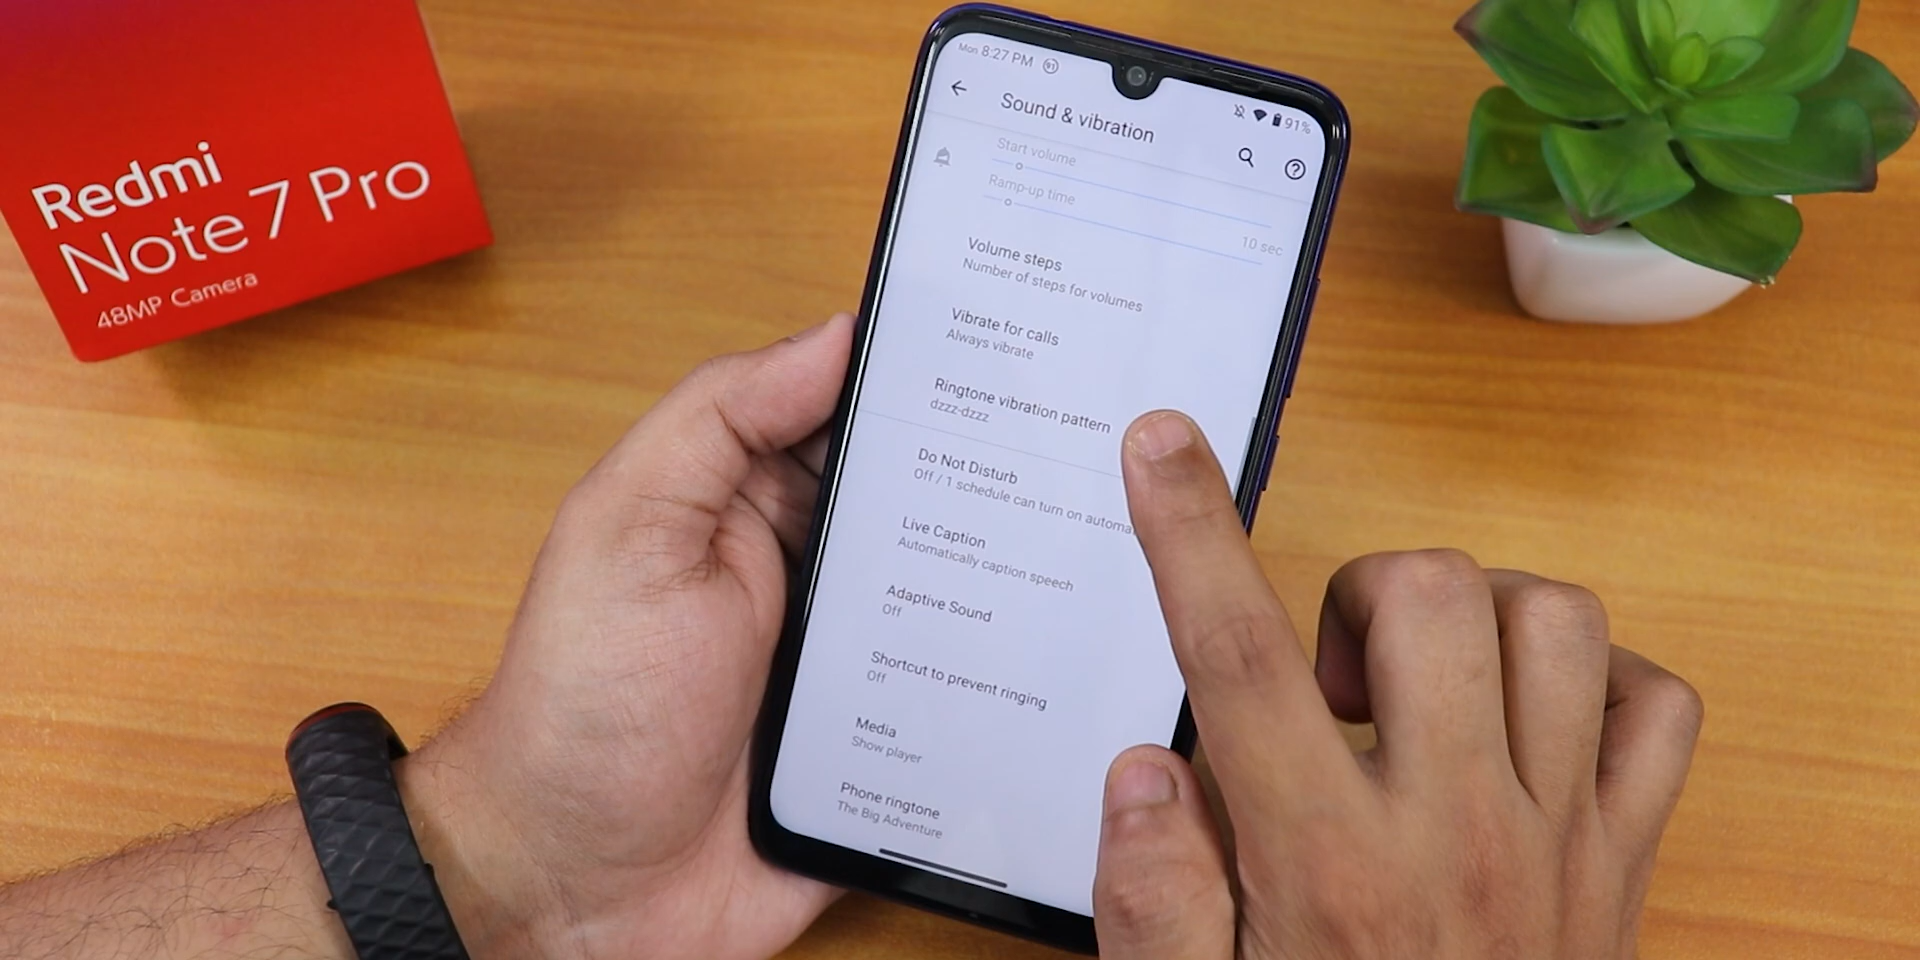 Redmi
Note 7 Pro
48MP Camera
Mon 8:27 PM
91%
Sound & vibration
Start volume
Ramp-up time
10 sec
Volume steps
Number of steps for volumes
Vibrate for calls
Always vibrate
Ringtone vibration pattern
dzzz-dzzz
Do Not Disturb
Off / 1 schedule can turn on automa
Live Caption
Automatically caption speech
Adaptive Sound
Off
Shortcut to prevent ringing
Off
Media
Show player
Phone ringtone
The Big Adventure